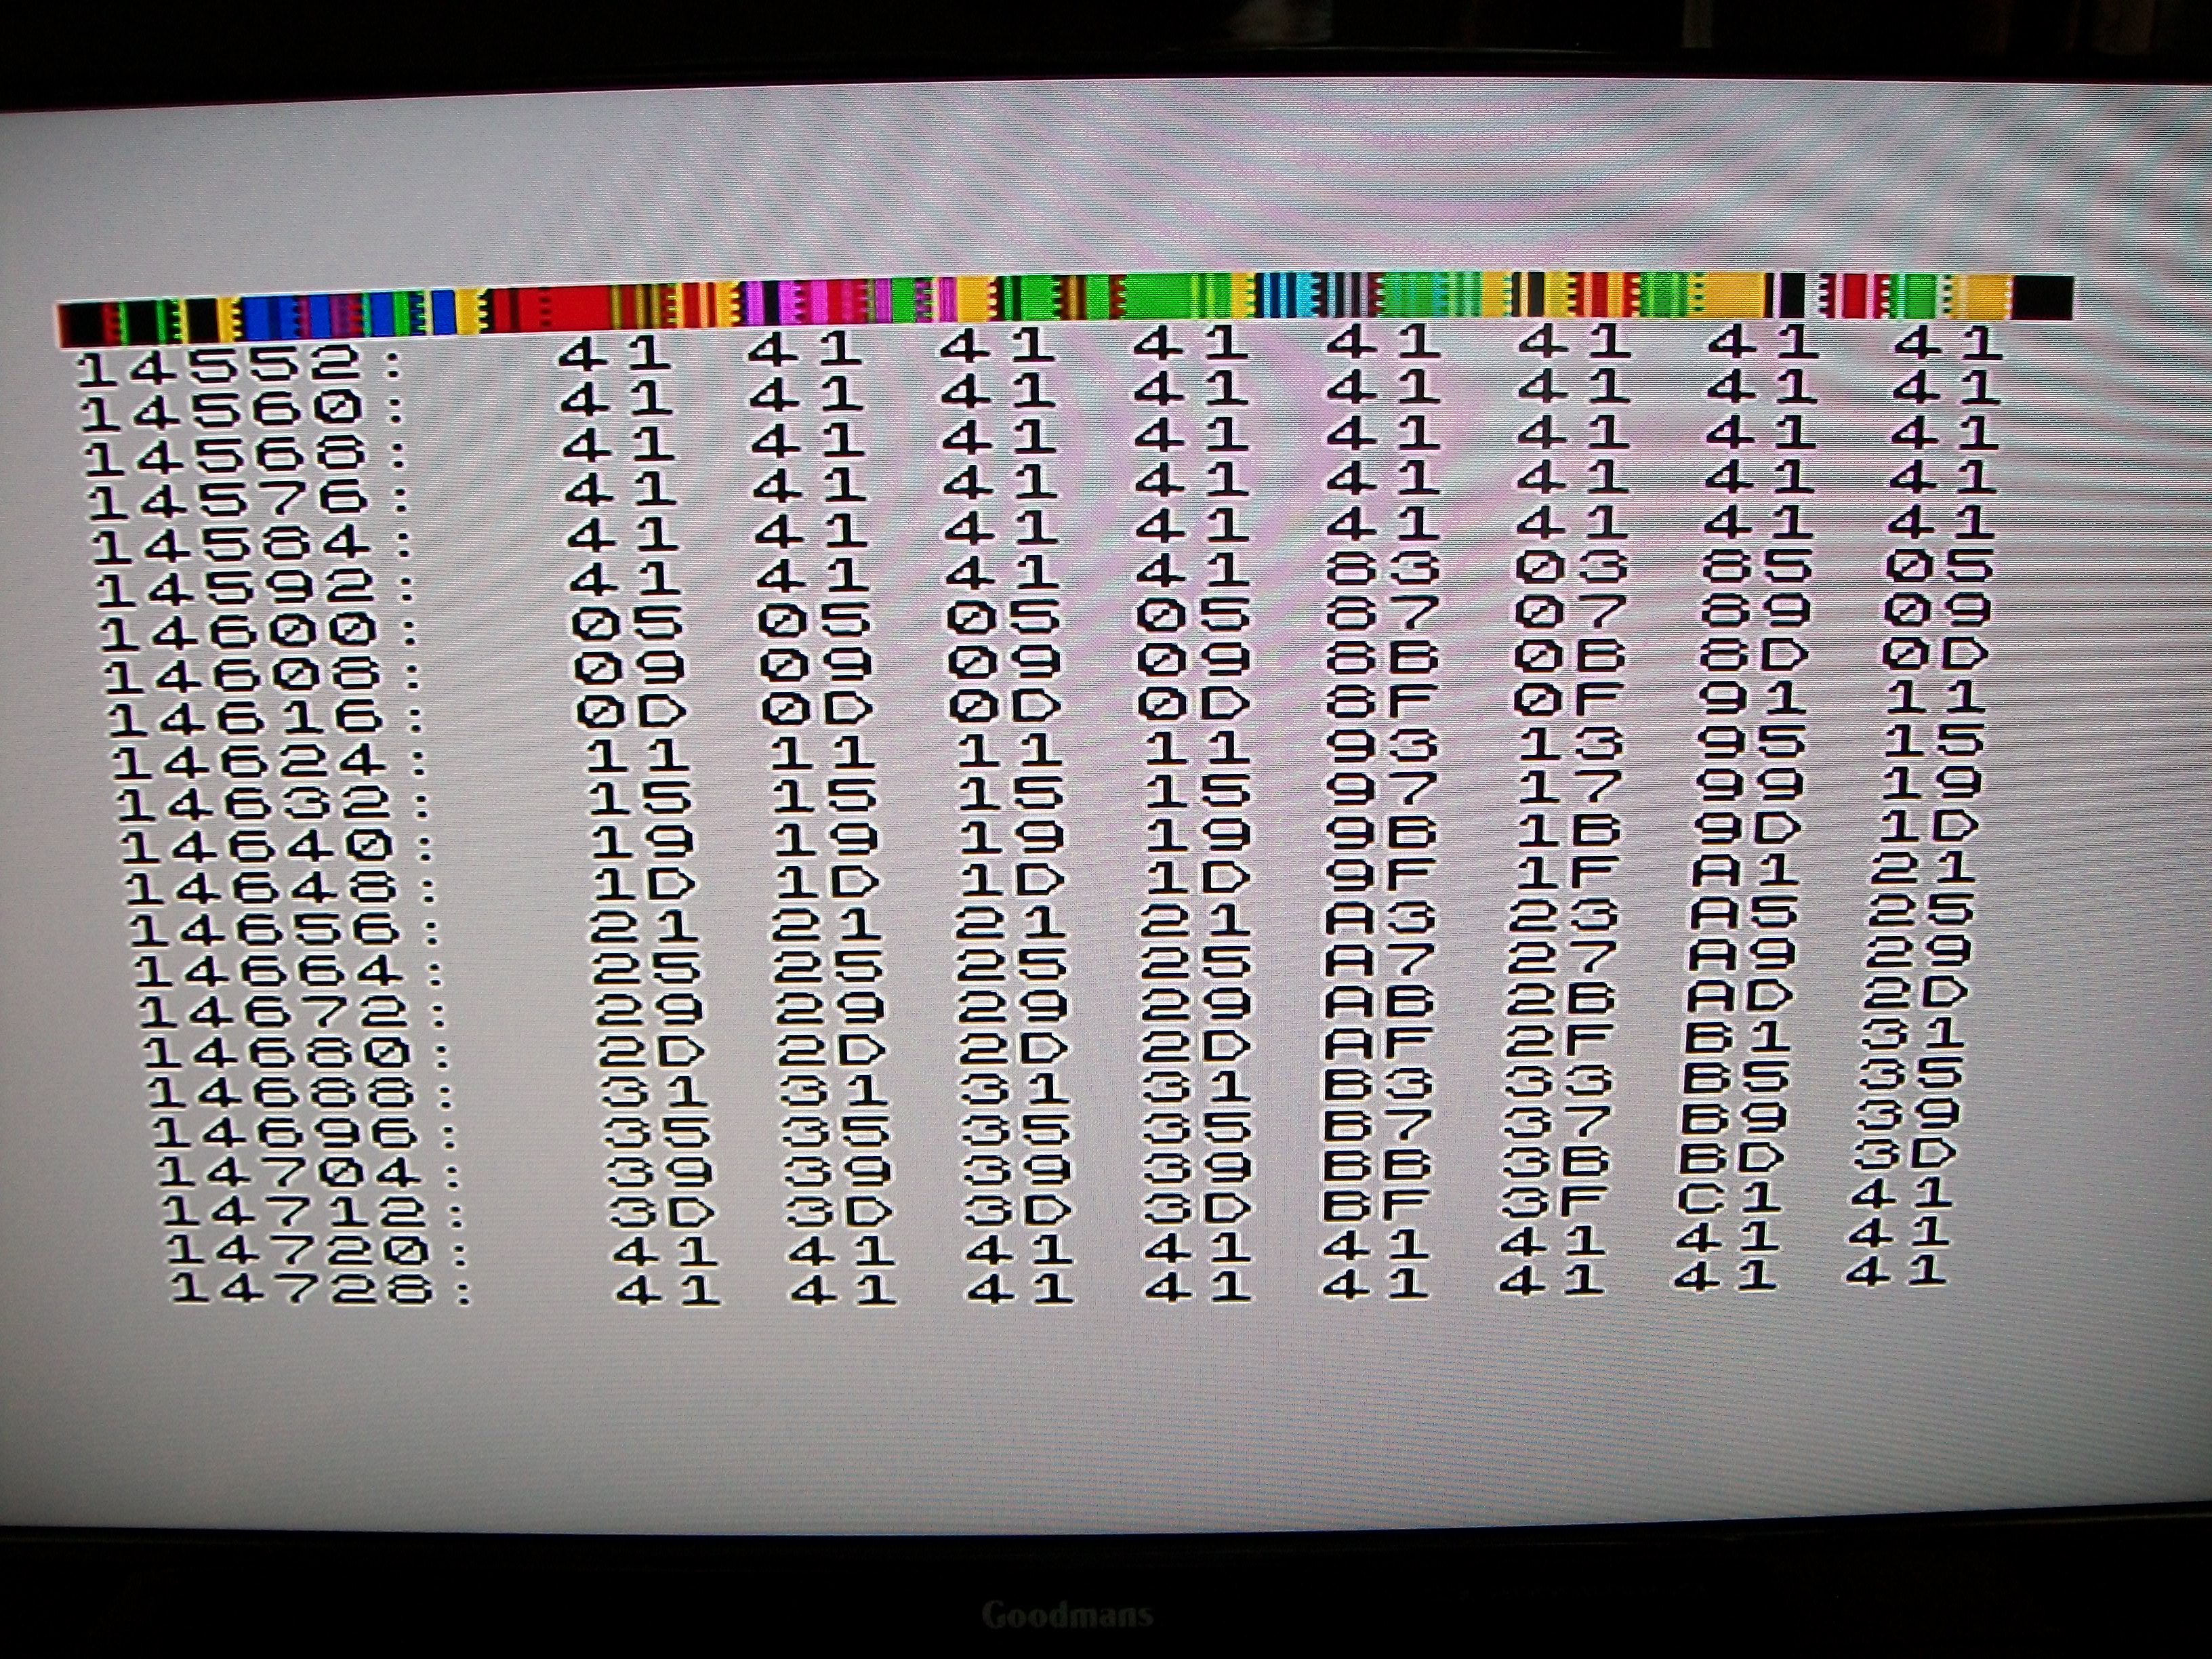 14552: 41 41 41 41 41 41 41 41
14560: 41 41 41 41 41 41 41 41
14568: 41 41 41 41 41 41 41 41
14576: 41 41 41 41 41 41 41 41
14584: 41 41 41 41 41 41 41 41
14592: 41 41 41 41 83 03 85 05
14600: 05 05 05 05 87 07 89 09
14608: 09 09 09 09 8B 0B 8D 0D
14616: 0D 0D 0D 0D 8F 0F 91 11
14624: 11 11 11 11 93 13 95 15
14632: 15 15 15 15 97 17 99 19
14640: 19 19 19 19 9B 1B 9D 1D
14648: 1D 1D 1D 1D 9F 1F A1 21
14656: 21 21 21 21 A3 23 A5 25
14664: 25 25 25 25 A7 27 A9 29
14672: 29 29 29 29 AB 2B AD 2D
14680: 2D 2D 2D 2D AF 2F B1 31
14688: 31 31 31 31 B3 33 B5 35
14696: 35 35 35 35 B7 37 B9 39
14704: 39 39 39 39 BB 3B BD 3D
14712: 3D 3D 3D 3D BF 3F C1 41
14720: 41 41 41 41 41 41 41 41
14728: 41 41 41 41 41 41 41 41
Goodmans